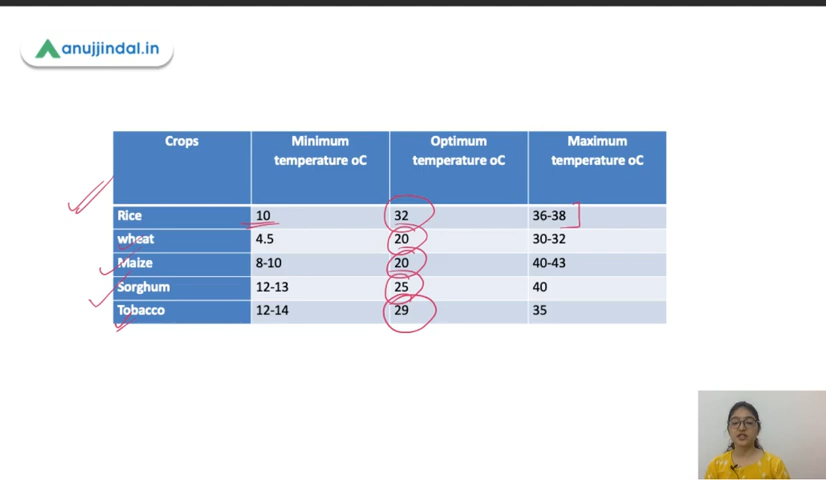 anujjindal.in
Crops Minimum temperature oC Optimum temperature oC Maximum temperature oC
Rice 10 32 36-38
wheat 4.5 20 30-32
Maize 8-10 20 40-43
Sorghum 12-13 25 40
Tobacco 12-14 29 35